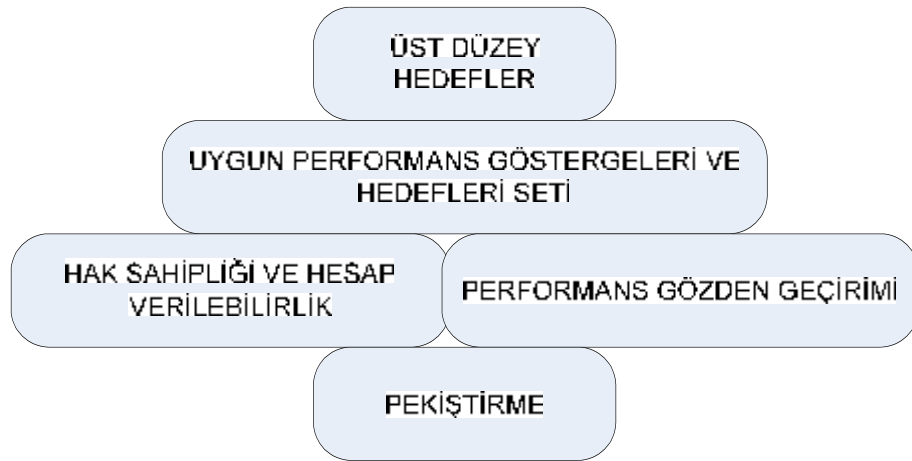 ÜST DÜZEY
HEDEFLER
UYGUN PERFORMANS GÖSTERGELERİ VE
HEDEFLERİ SETİ
HAK SAHİPLİĞİ VE HESAP
VERİLEBİLİRLİK
PERFORMANS GÖZDEN GEÇİRİMİ
PEKİŞTİRME